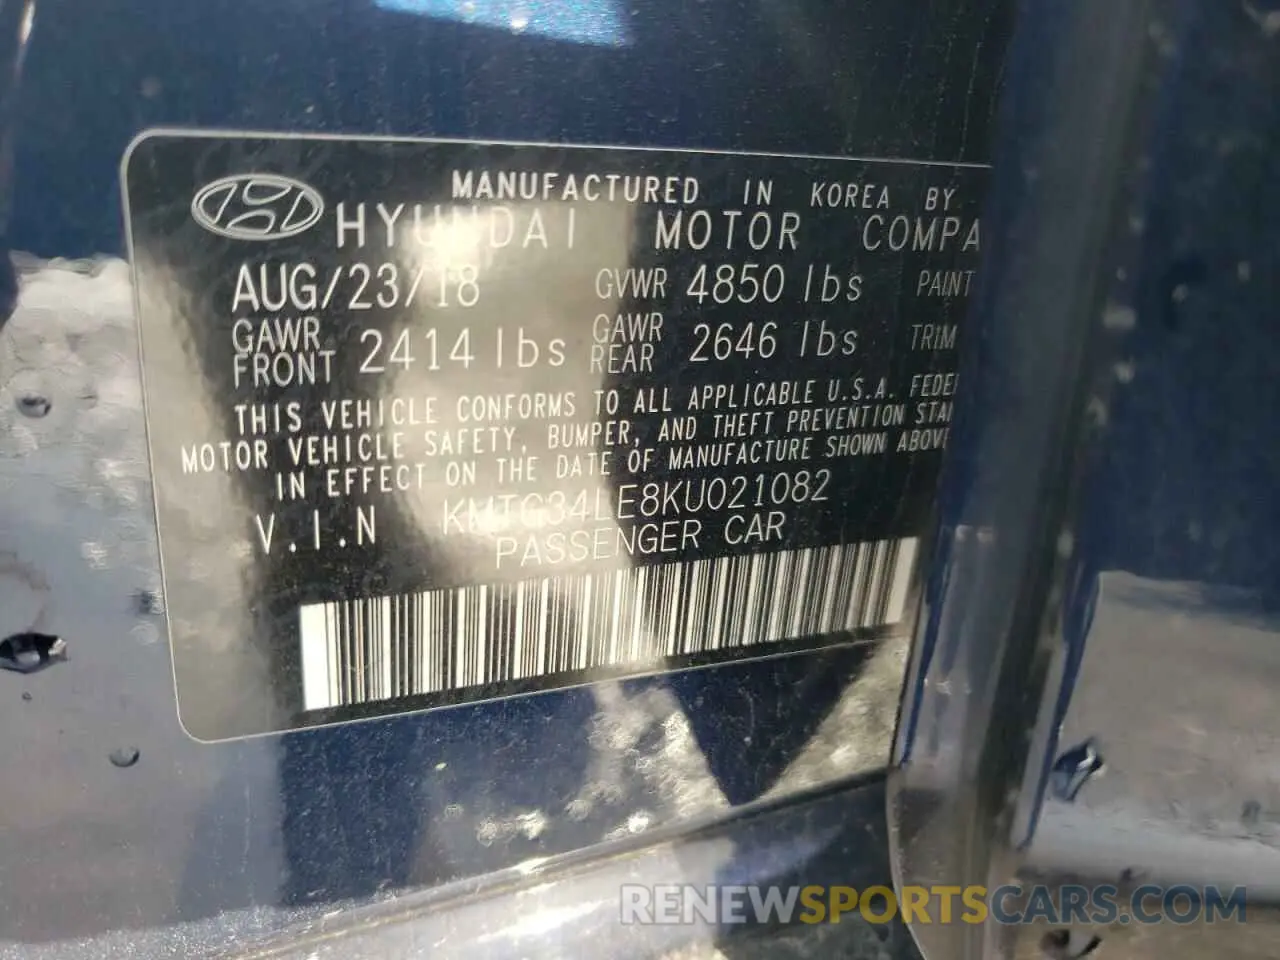 MANUFACTURED IN KOREA BY
HYUNDAI MOTOR COMPA
AUG/23/18 GVWR 4850 lbs PAINT
GAWR FRONT 2414 lbs GAWR REAR 2646 lbs TRIM
THIS VEHICLE CONFORMS TO ALL APPLICABLE U.S.A. FEDE
MOTOR VEHICLE SAFETY, BUMPER, AND THEFT PREVENTION STA
IN EFFECT ON THE DATE OF MANUFACTURE SHOWN ABOVE
V.I.N KMTG34LE8KU021082
PASSENGER CAR
RENEWSPORTSCARS.COM